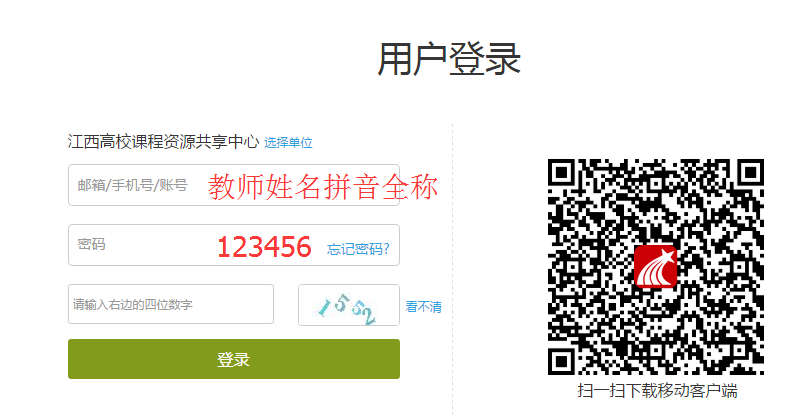 用户登录
江西高校课程资源共享中心 选择单位
邮箱/手机号/账号 教师姓名拼音全称
密码 123456 忘记密码?
请输入右边的四位数字 1552 看不清
登录
扫一扫下载移动客户端